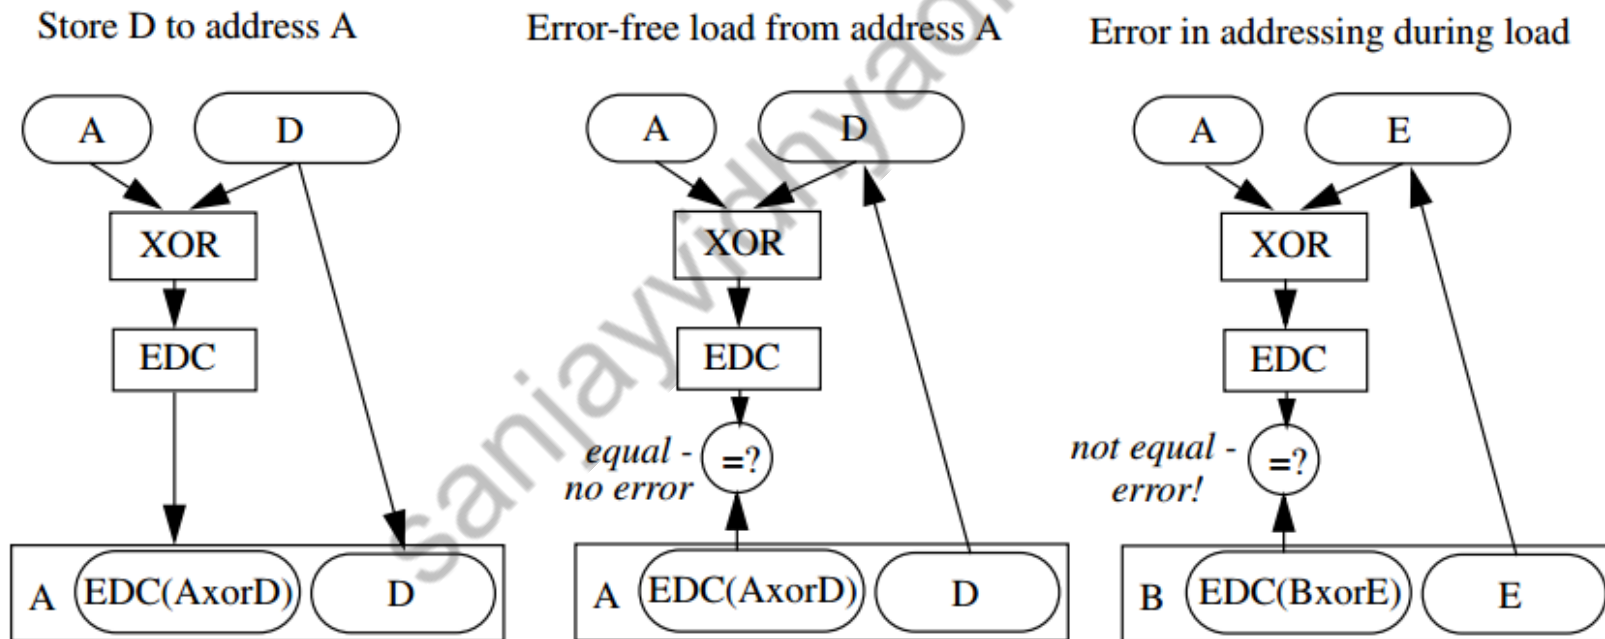 Store D to address A
Error-free load from address A
Error in addressing during load
A
D
A
D
A
E
XOR
XOR
XOR
EDC
EDC
EDC
equal -
no error
=?
not equal -
error!
=?
A
EDC(AxorD)
D
A
EDC(AxorD)
D
B
EDC(BxorE)
E